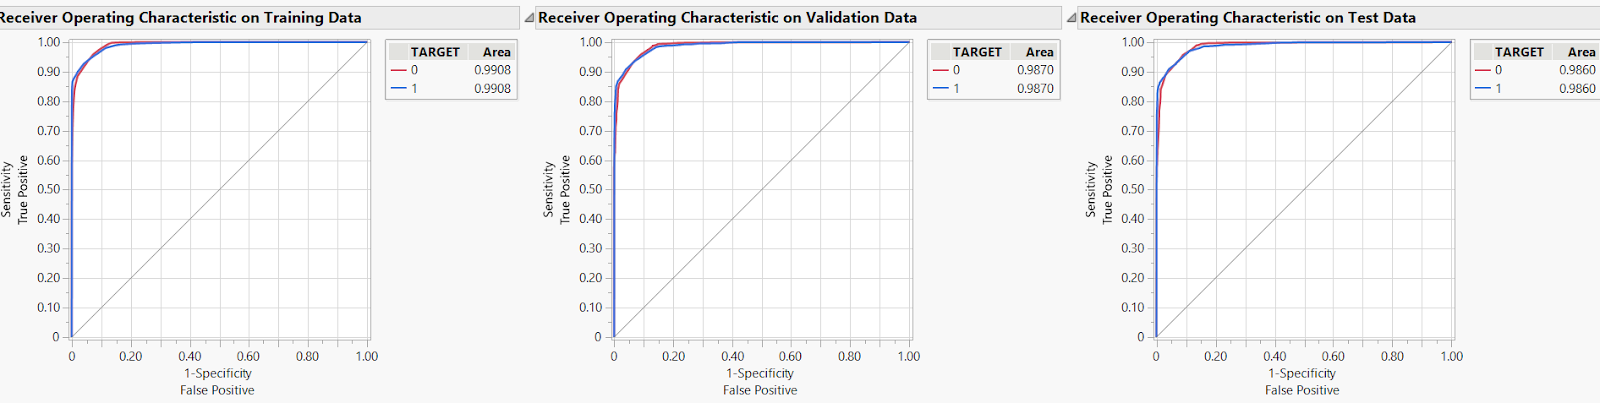 Receiver Operating Characteristic on Training Data
1.00
0.90
0.80
0.70
0.60
0.50
0.40
0.30
0.20
0.10
0
Sensitivity
True Positive
0 0.20 0.40 0.60 0.80 1.00
1-Specificity
False Positive
TARGET Area
0 0.9908
1 0.9908
Receiver Operating Characteristic on Validation Data
1.00
0.90
0.80
0.70
0.60
0.50
0.40
0.30
0.20
0.10
0
Sensitivity
True Positive
0 0.20 0.40 0.60 0.80 1.00
1-Specificity
False Positive
TARGET Area
0 0.9870
1 0.9870
Receiver Operating Characteristic on Test Data
1.00
0.90
0.80
0.70
0.60
0.50
0.40
0.30
0.20
0.10
0
Sensitivity
True Positive
0 0.20 0.40 0.60 0.80 1.00
1-Specificity
False Positive
TARGET Area
0 0.9860
1 0.9860